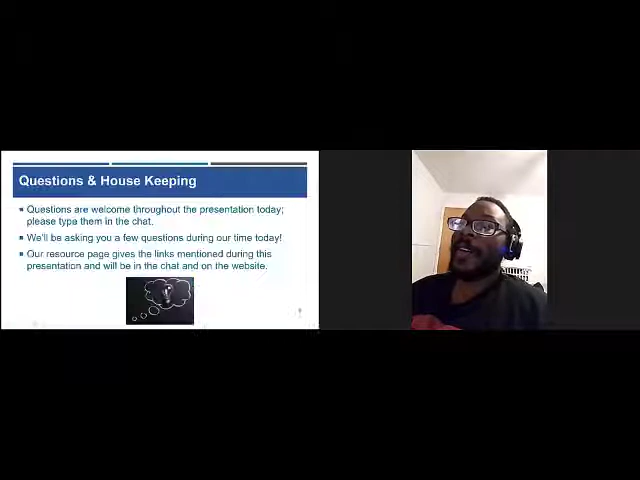 Questions & House Keeping
Questions are welcome throughout the presentation today;
please type them in the chat.
We'll be asking you a few questions during our time today!
Our resource page gives the links mentioned during this
presentation and will be in the chat and on the website.